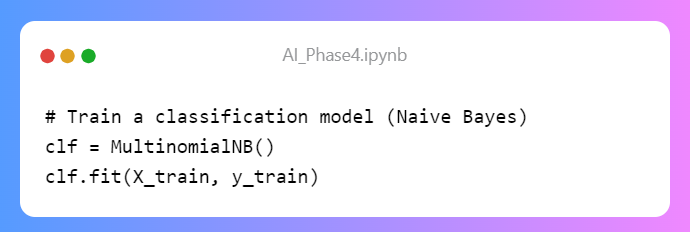 AI_Phase4.ipynb
# Train a classification model (Naive Bayes)
clf = MultinomialNB()
clf.fit(X_train, y_train)